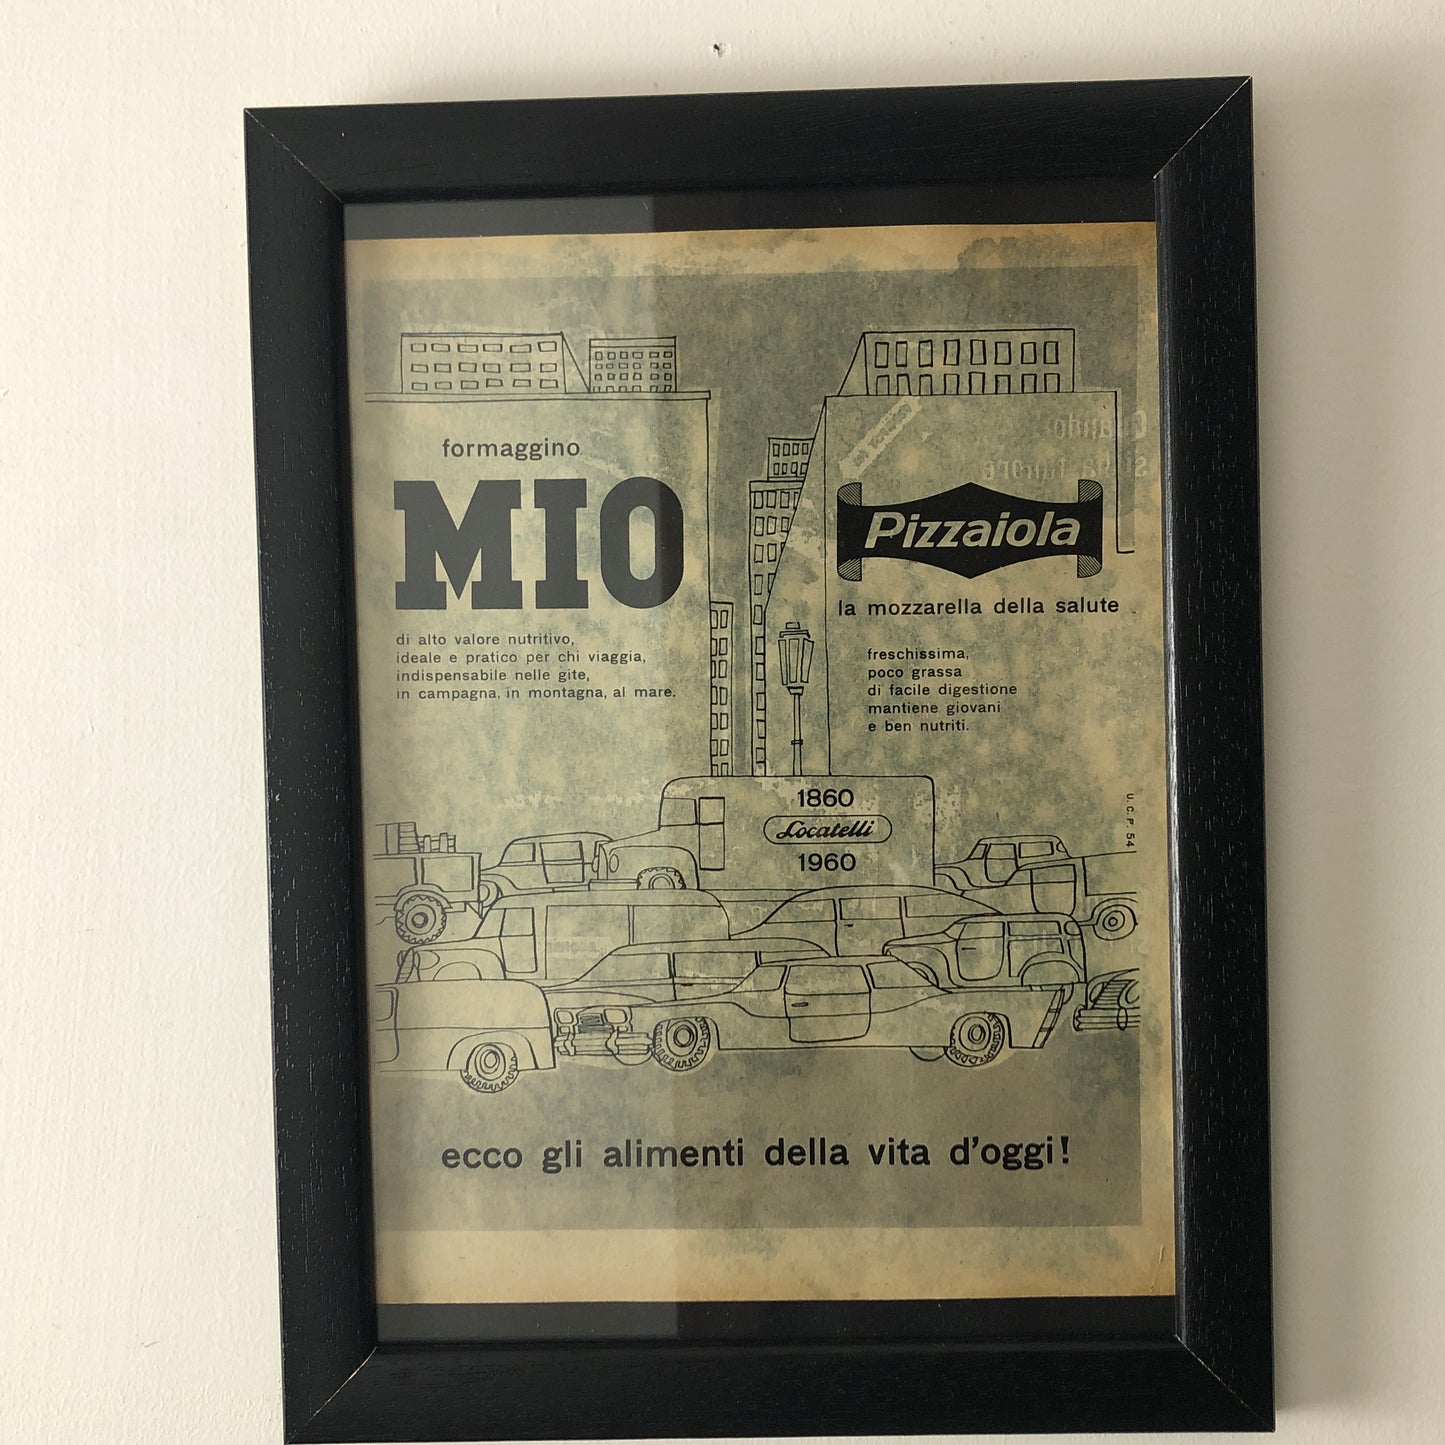 formaggino
MIO
di alto valore nutritivo,
ideale e pratico per chi viaggia,
indispensabile nelle gite,
in campagna, in montagna, al mare.
Pizzaiola
la mozzarella della salute
freschissima,
poco grassa
di facile digestione
mantiene giovani
e ben nutriti.
1860
Locatelli
1960
U.C.P. 54
ecco gli alimenti della vita d'oggi!